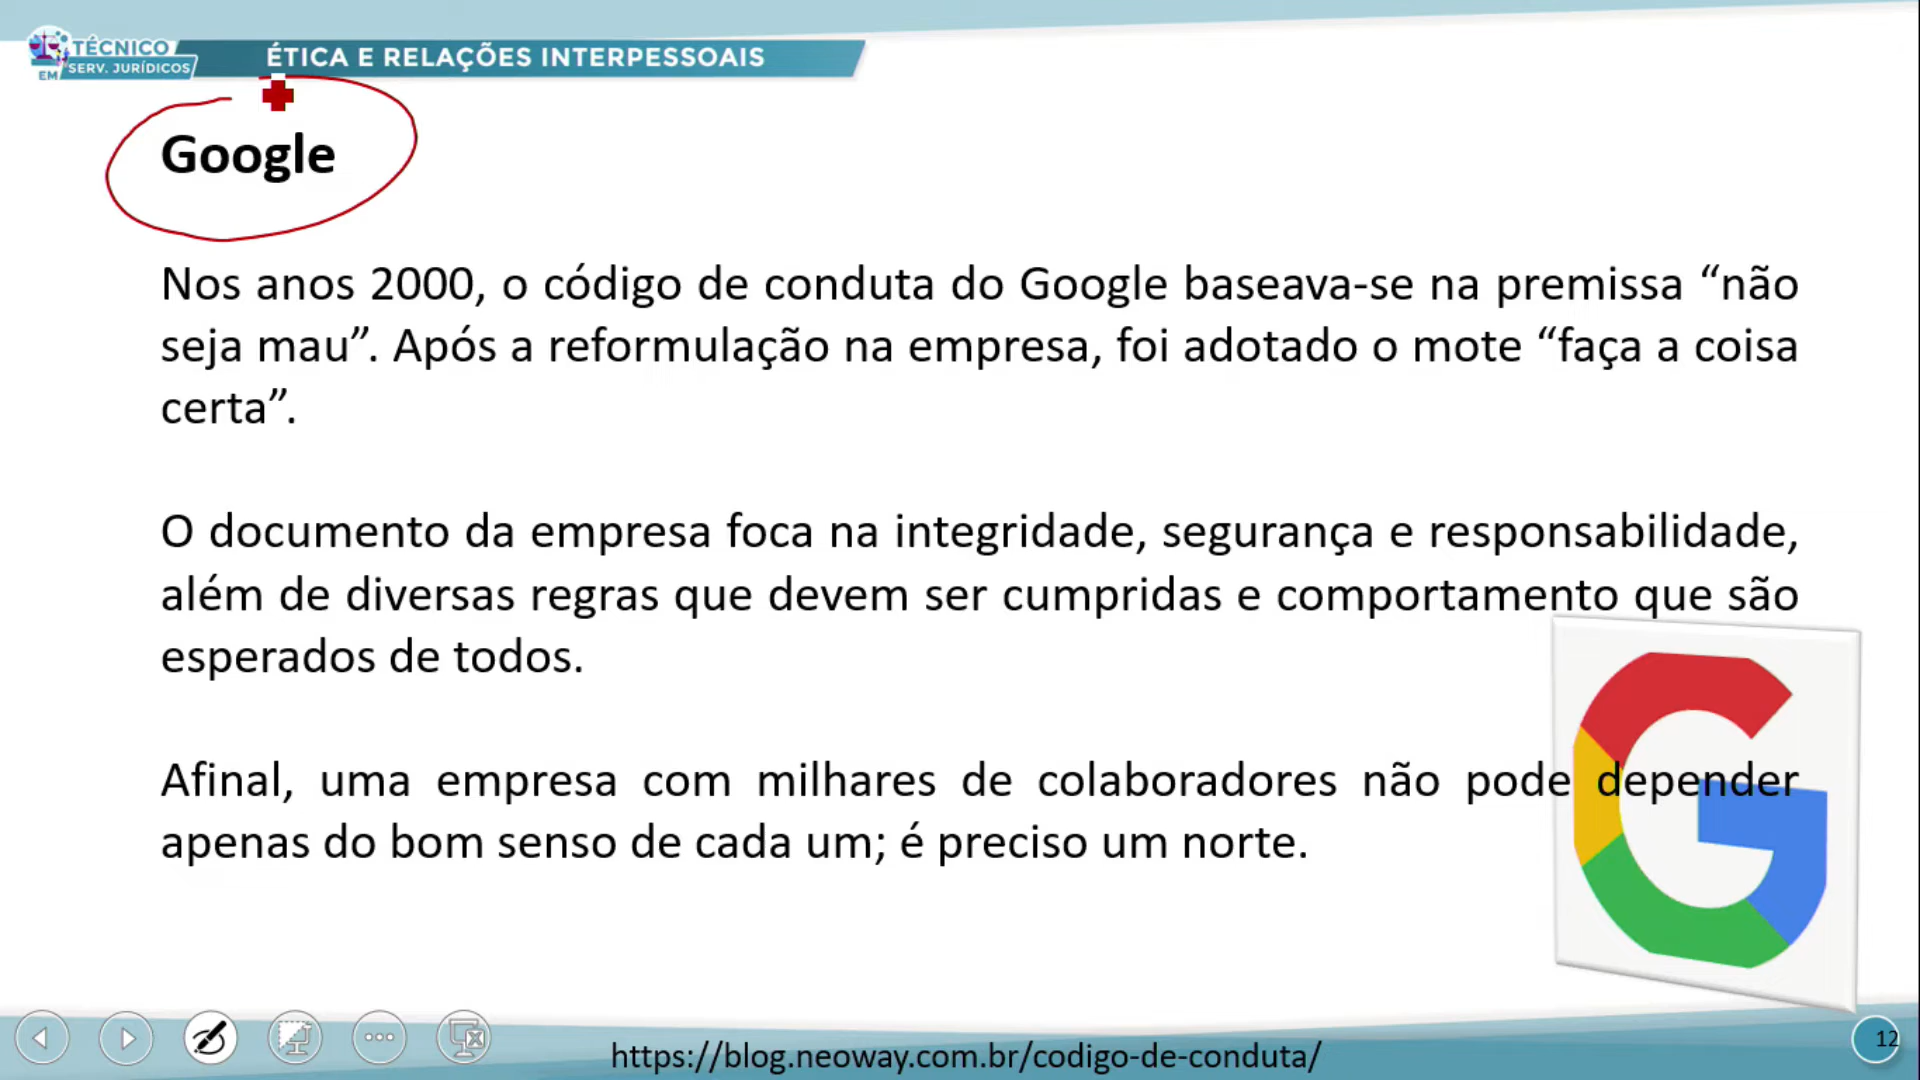 TÉCNICO
EM SERV. JURÍDICOS
ÉTICA E RELAÇÕES INTERPESSOAIS
Google
Nos anos 2000, o código de conduta do Google baseava-se na premissa “não
seja mau”. Após a reformulação na empresa, foi adotado o mote “faça a coisa
certa”.
O documento da empresa foca na integridade, segurança e responsabilidade,
além de diversas regras que devem ser cumpridas e comportamento que são
esperados de todos.
Afinal, uma empresa com milhares de colaboradores não pode depender
apenas do bom senso de cada um; é preciso um norte.
https://blog.neoway.com.br/codigo-de-conduta/
12